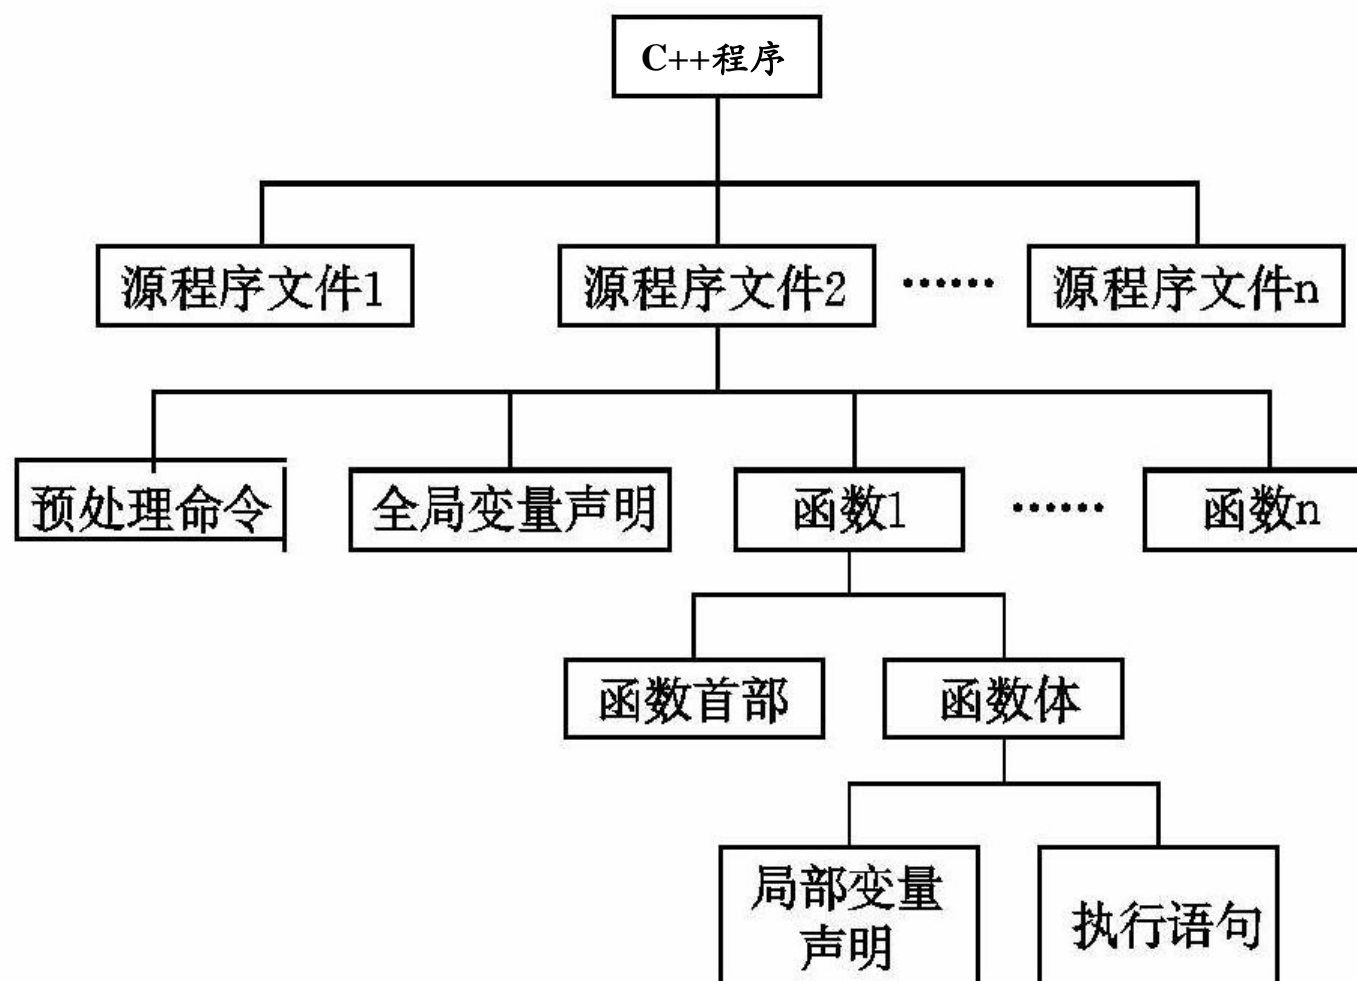 C++程序
源程序文件1
源程序文件2
……
源程序文件n
预处理命令
全局变量声明
函数1
……
函数n
函数首部
函数体
局部变量
声明
执行语句